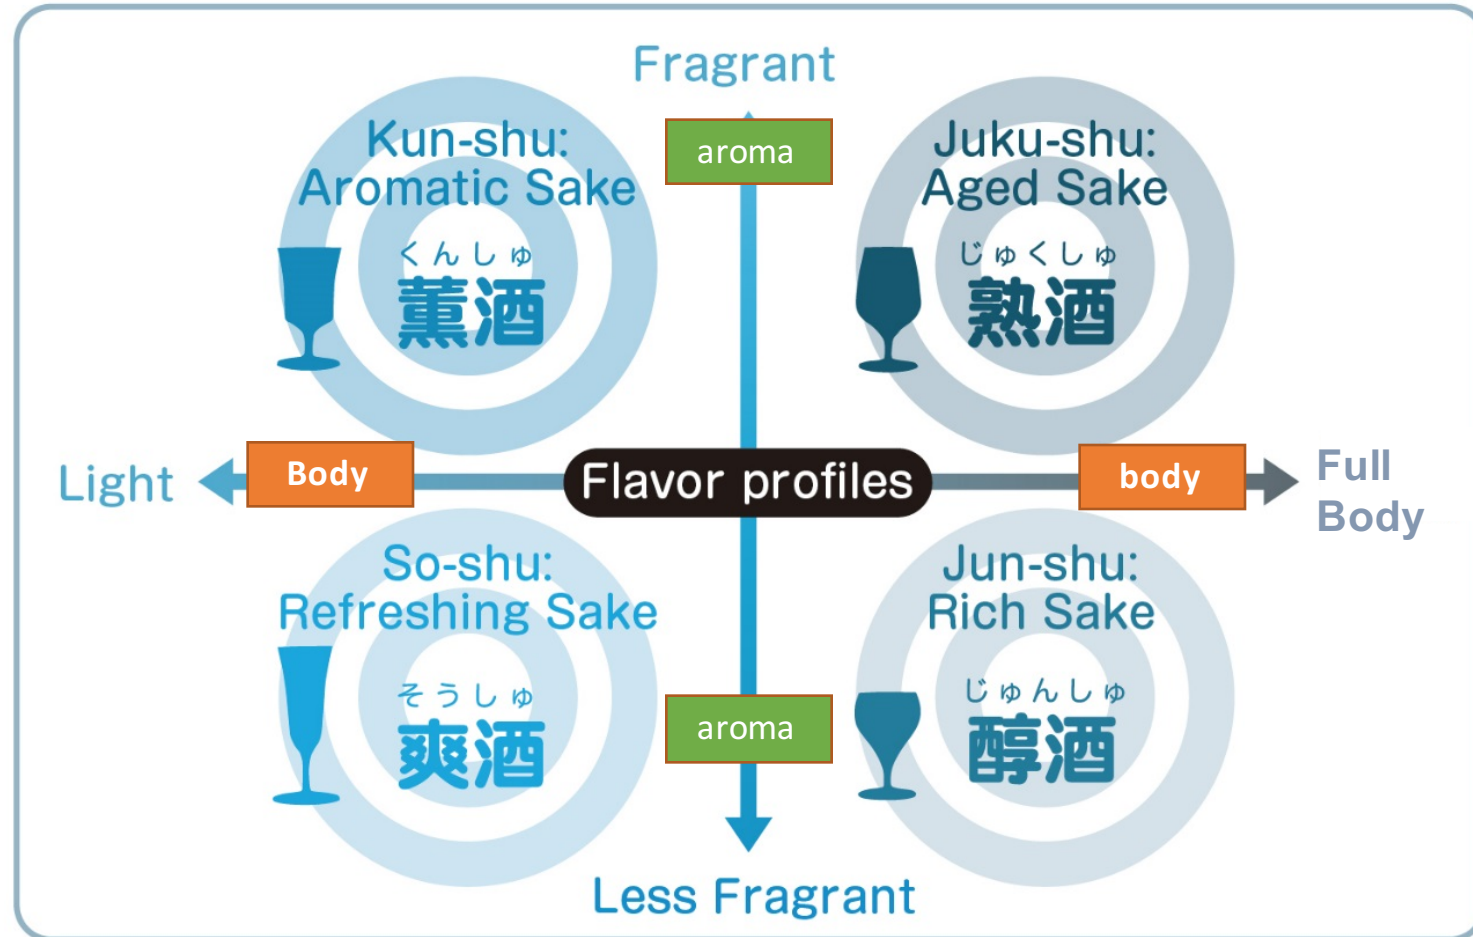 Fragrant
aroma
Kun-shu:
Aromatic Sake
くんしゅ
薫酒
Juku-shu:
Aged Sake
じゅくしゅ
熟酒
Light
Body
Flavor profiles
body
Full
Body
So-shu:
Refreshing Sake
そうしゅ
爽酒
aroma
Jun-shu:
Rich Sake
じゅんしゅ
醇酒
Less Fragrant